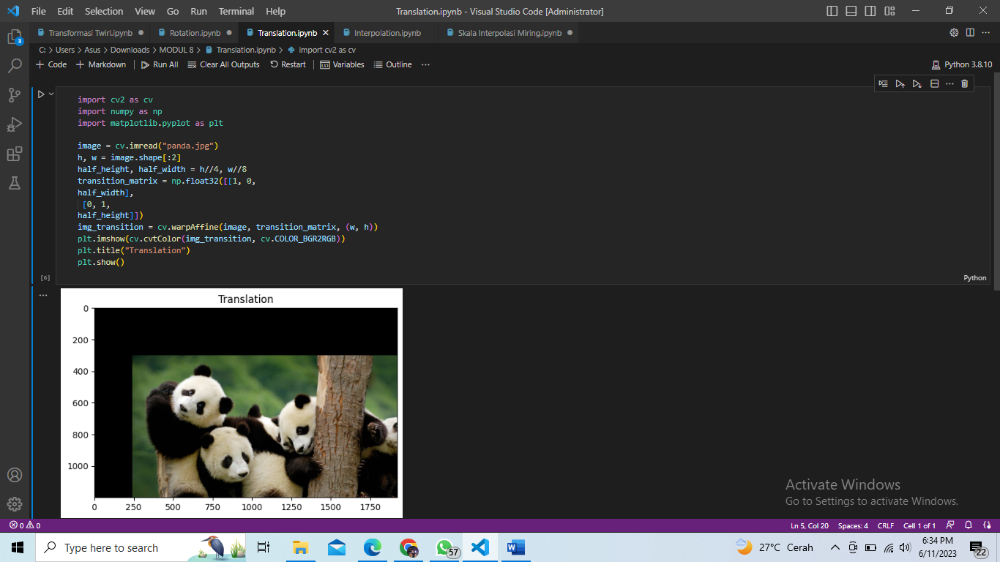 File Edit Selection View Go Run Terminal Help Translation.ipynb - Visual Studio Code [Administrator]
3
Transformasi Twirl.ipynb Rotation.ipynb Translation.ipynb Interpolation.ipynb Skala Interpolasi Miring.ipynb
C: > Users > Asus > Downloads > MODUL 8 > Translation.ipynb > import cv2 as cv
+ Code + Markdown Run All Clear All Outputs Restart Variables Outline ... Python 3.8.10
import cv2 as cv
import numpy as np
import matplotlib.pyplot as plt
image = cv.imread("panda.jpg")
h, w = image.shape[:2]
half_height, half_width = h//4, w//8
transition_matrix = np.float32([[1, 0,
half_width],
[0, 1,
half_height]])
img_transition = cv.warpAffine(image, transition_matrix, (w, h))
plt.imshow(cv.cvtColor(img_transition, cv.COLOR_BGR2RGB))
plt.title("Translation")
plt.show()
[6] Python
Translation
0
200
400
600
800
1000
0 250 500 750 1000 1250 1500 1750
Activate Windows
Go to Settings to activate Windows.
0 0 Ln 5, Col 20 Spaces: 4 CRLF Cell 1 of 1
Type here to search 57 27°C Cerah 6:34 PM
6/11/2023 22